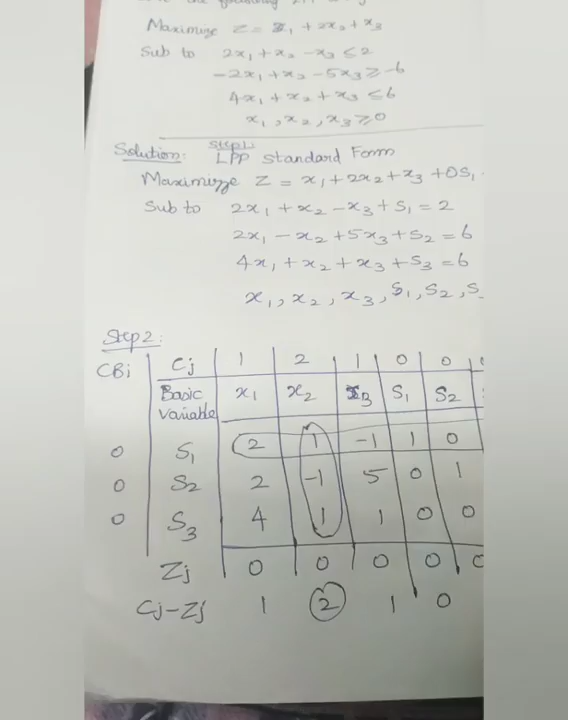 the following LPP
Maximize Z = x₁ + 2x₂ + x₃
Sub to 2x₁ + x₂ - x₃ ≤ 2
-2x₁ + x₂ - 5x₃ ≥ -6
4x₁ + x₂ + x₃ ≤ 6
x₁, x₂, x₃ ≥ 0
Solution: Step1: LPP Standard Form
Maximize Z = x₁ + 2x₂ + x₃ + 0S₁
Sub to 2x₁ + x₂ - x₃ + S₁ = 2
2x₁ - x₂ + 5x₃ + S₂ = 6
4x₁ + x₂ + x₃ + S₃ = 6
x₁, x₂, x₃, S₁, S₂, S
Step 2:
CBi Cj 1 2 1 0 0
Basic variable x₁ x₂ x₃ S₁ S₂
0 S₁ 2 1 -1 1 0
0 S₂ 2 -1 5 0 1
0 S₃ 4 1 1 0 0
Zj 0 0 0 0 0
Cj-Zj 1 2 1 0